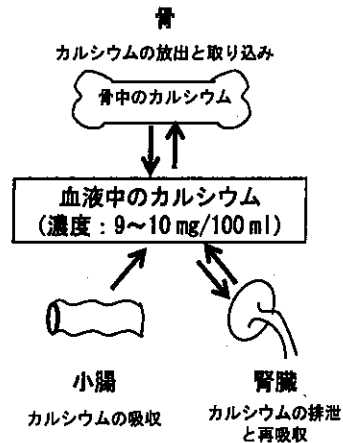 骨
カルシウムの放出と取り込み
骨中のカルシウム
血液中のカルシウム
(濃度:9~10 mg/100 ml)
小腸
カルシウムの吸収
腎臓
カルシウムの排泄
と再吸収